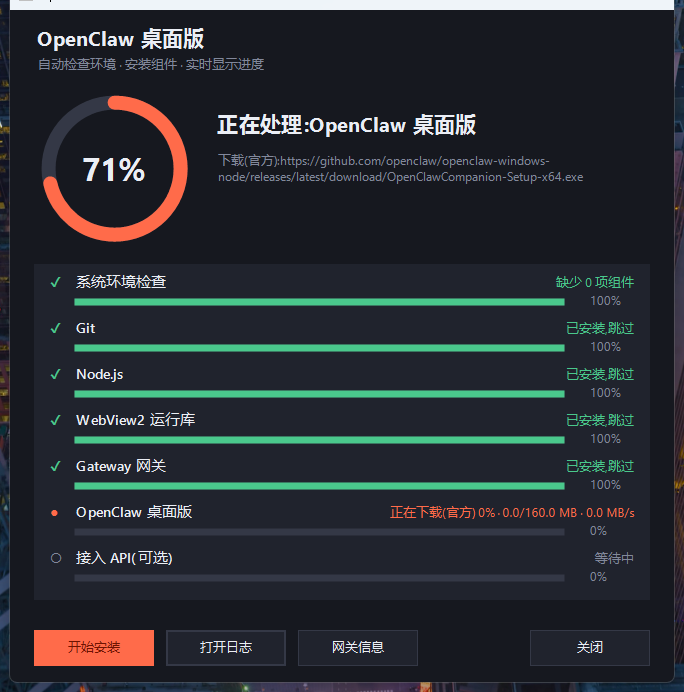 OpenClaw 桌面版
自动检查环境 · 安装组件 · 实时显示进度
71%
正在处理:OpenClaw 桌面版
下载(官方):https://github.com/openclaw/openclaw-windows-
node/releases/latest/download/OpenClawCompanion-Setup-x64.exe
✓ 系统环境检查 缺少 0 项组件
100%
✓ Git 已安装,跳过
100%
✓ Node.js 已安装,跳过
100%
✓ WebView2 运行库 已安装,跳过
100%
✓ Gateway 网关 已安装,跳过
100%
● OpenClaw 桌面版 正在下载(官方) 0% · 0.0/160.0 MB · 0.0 MB/s
0%
○ 接入 API(可选) 等待中
0%
开始安装 打开日志 网关信息 关闭